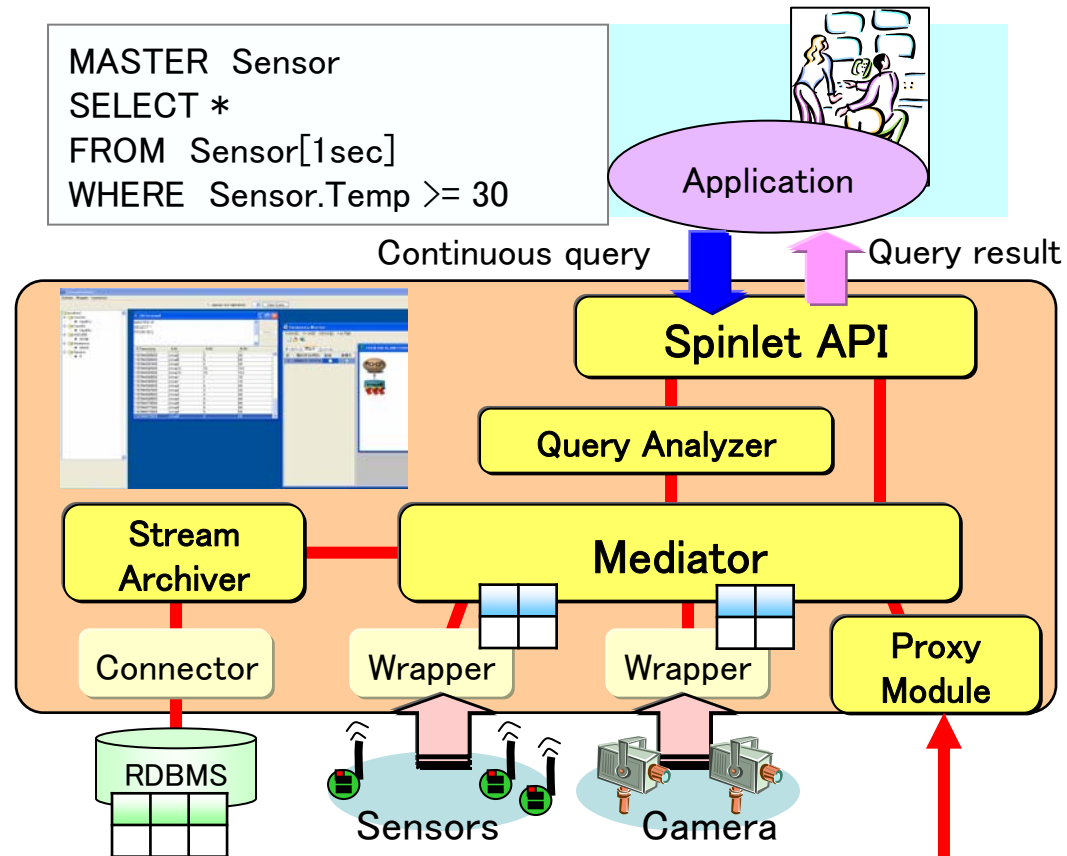 MASTER Sensor
SELECT *
FROM Sensor[1sec]
WHERE Sensor.Temp >= 30
Application
Continuous query
Query result
Spinlet API
Query Analyzer
Stream
Archiver
Mediator
Connector
Wrapper
Wrapper
Proxy
Module
RDBMS
Sensors
Camera